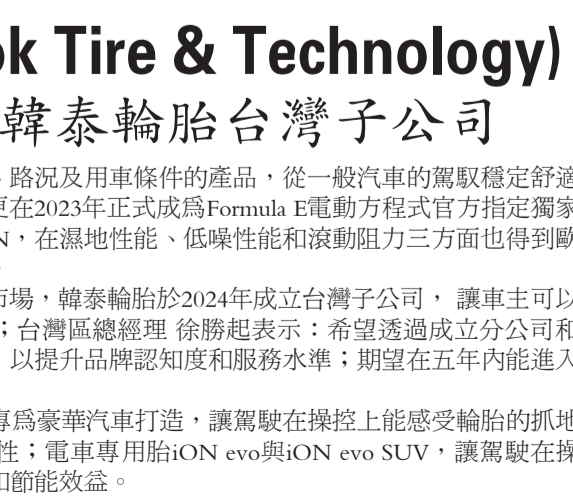 ok Tire & Technology)
韓泰輪胎台灣子公司
、路況及用車條件的產品，從一般汽車的駕馭穩定舒適
更在2023年正式成爲Formula E電動方程式官方指定獨家
N，在濕地性能、低噪性能和滾動阻力三方面也得到歐
。
市場，韓泰輪胎於2024年成立台灣子公司， 讓車主可以
；台灣區總經理 徐勝起表示：希望透過成立分公司和
以提升品牌認知度和服務水準；期望在五年內能進入
專爲豪華汽車打造，讓駕駛在操控上能感受輪胎的抓地
性；電車專用胎iON evo與iON evo SUV，讓駕駛在操
和節能效益。